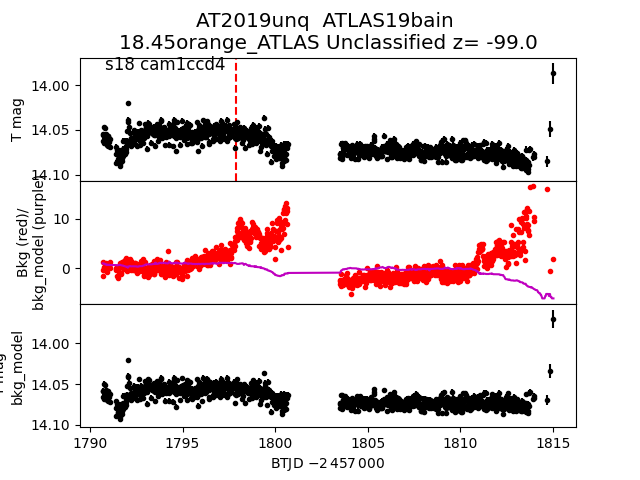 AT2019unq ATLAS19bain
18.45orange_ATLAS Unclassified z= -99.0
s18 cam1ccd4
14.00
14.05
14.10
T mag
10
0
Bkg (red)/
bkg_model (purple)
14.00
14.05
14.10
bkg_model
1790 1795 1800 1805 1810 1815
BTJD −2 457 000